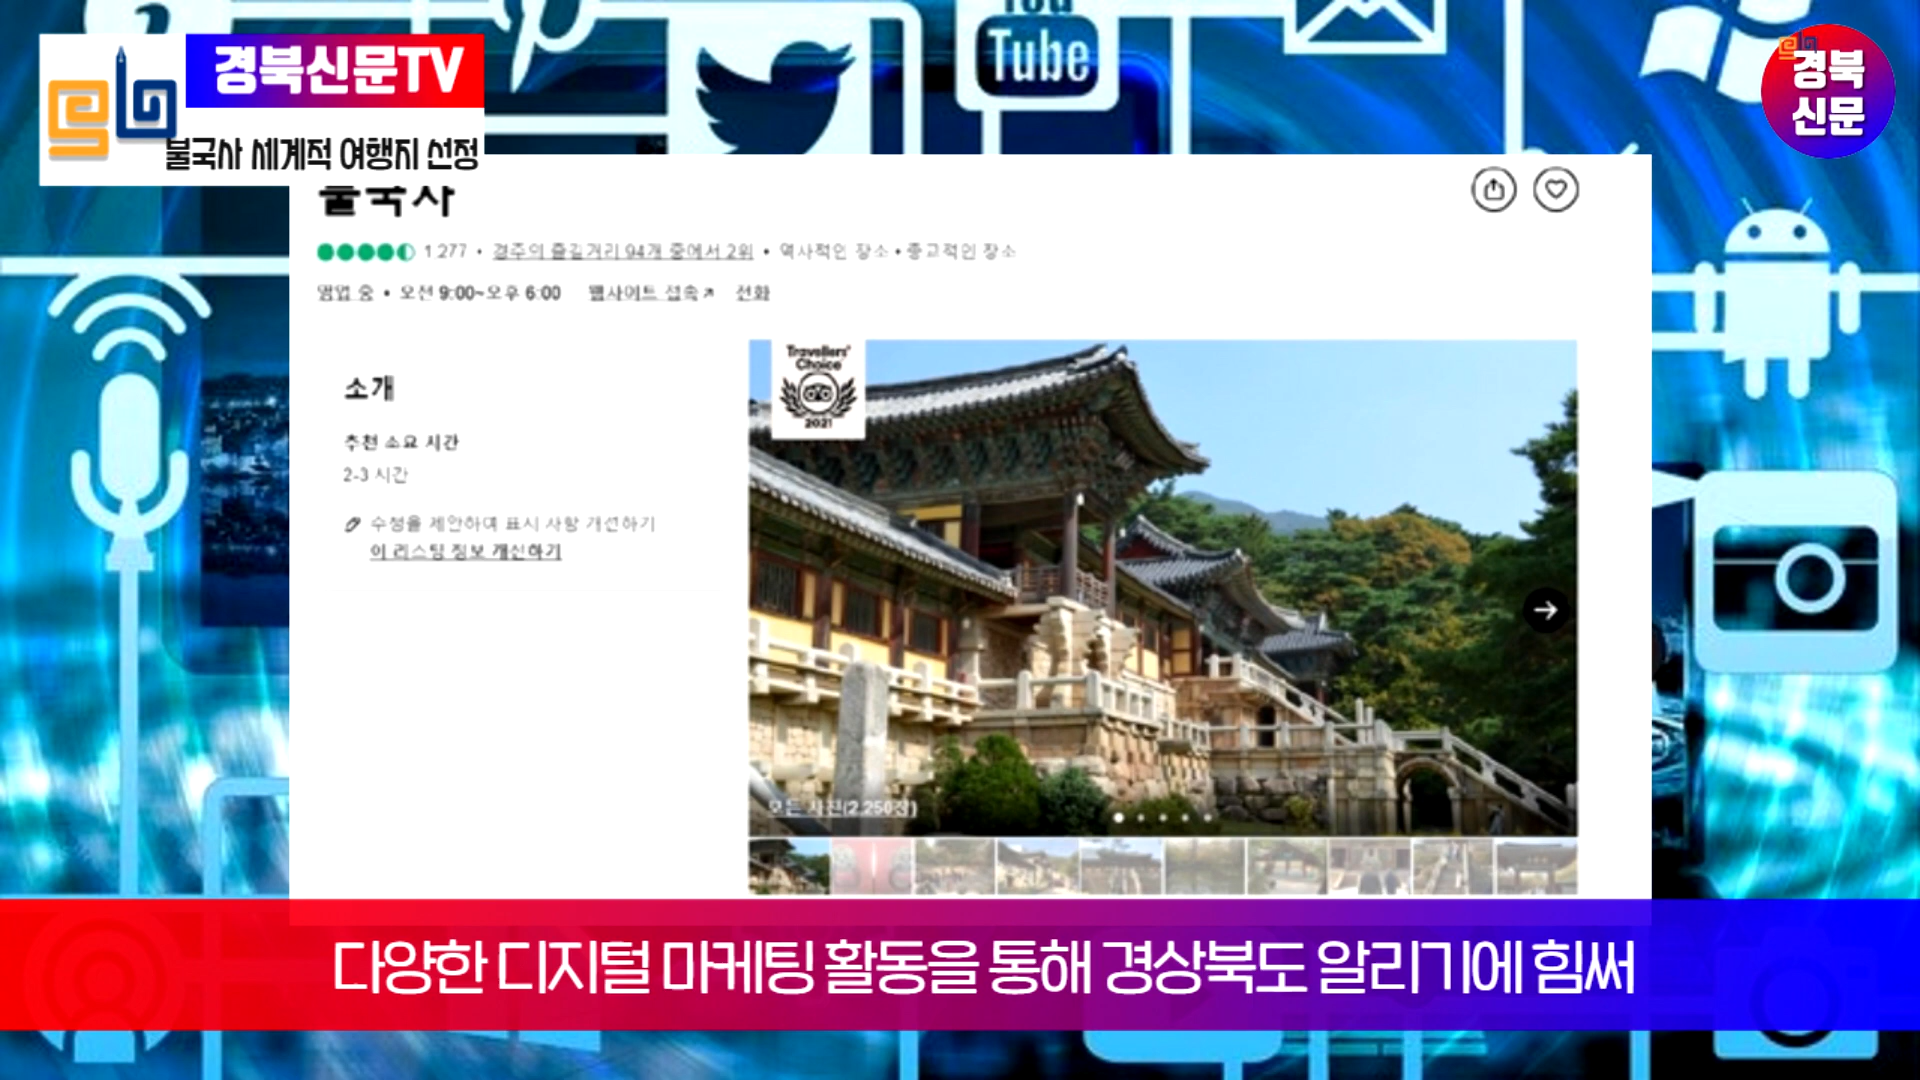 You
Tube
경북신문TV
불국사 세계적 여행지 선정
경북
신문
불국사
1 277 • 경주의 즐길거리 94개 중에서 2위 • 역사적인 장소 • 종교적인 장소
영업 중 • 오전 9:00~오후 6:00 웹사이트 접속↗ 전화
소개
추천 소요 시간
2-3 시간
수정을 제안하여 표시 사항 개선하기
이 리스팅 정보 개선하기
Travellers'
Choice
2021
모든 사진(2,250장)
다양한 디지털 마케팅 활동을 통해 경상북도 알리기에 힘써